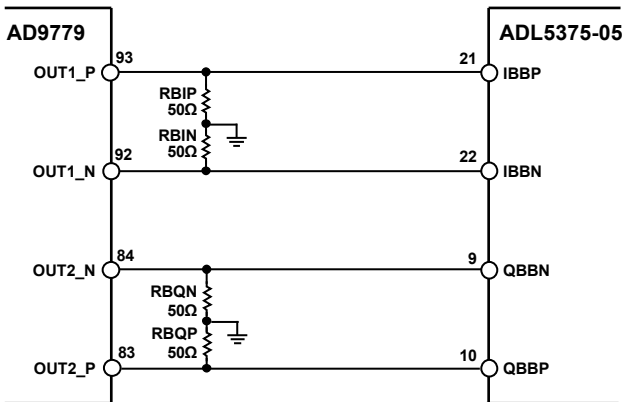 AD9779
ADL5375-05
OUT1_P
93
21
IBBP
RBIP
50Ω
RBIN
50Ω
OUT1_N
92
22
IBBN
OUT2_N
84
9
QBBN
RBQN
50Ω
RBQP
50Ω
OUT2_P
83
10
QBBP